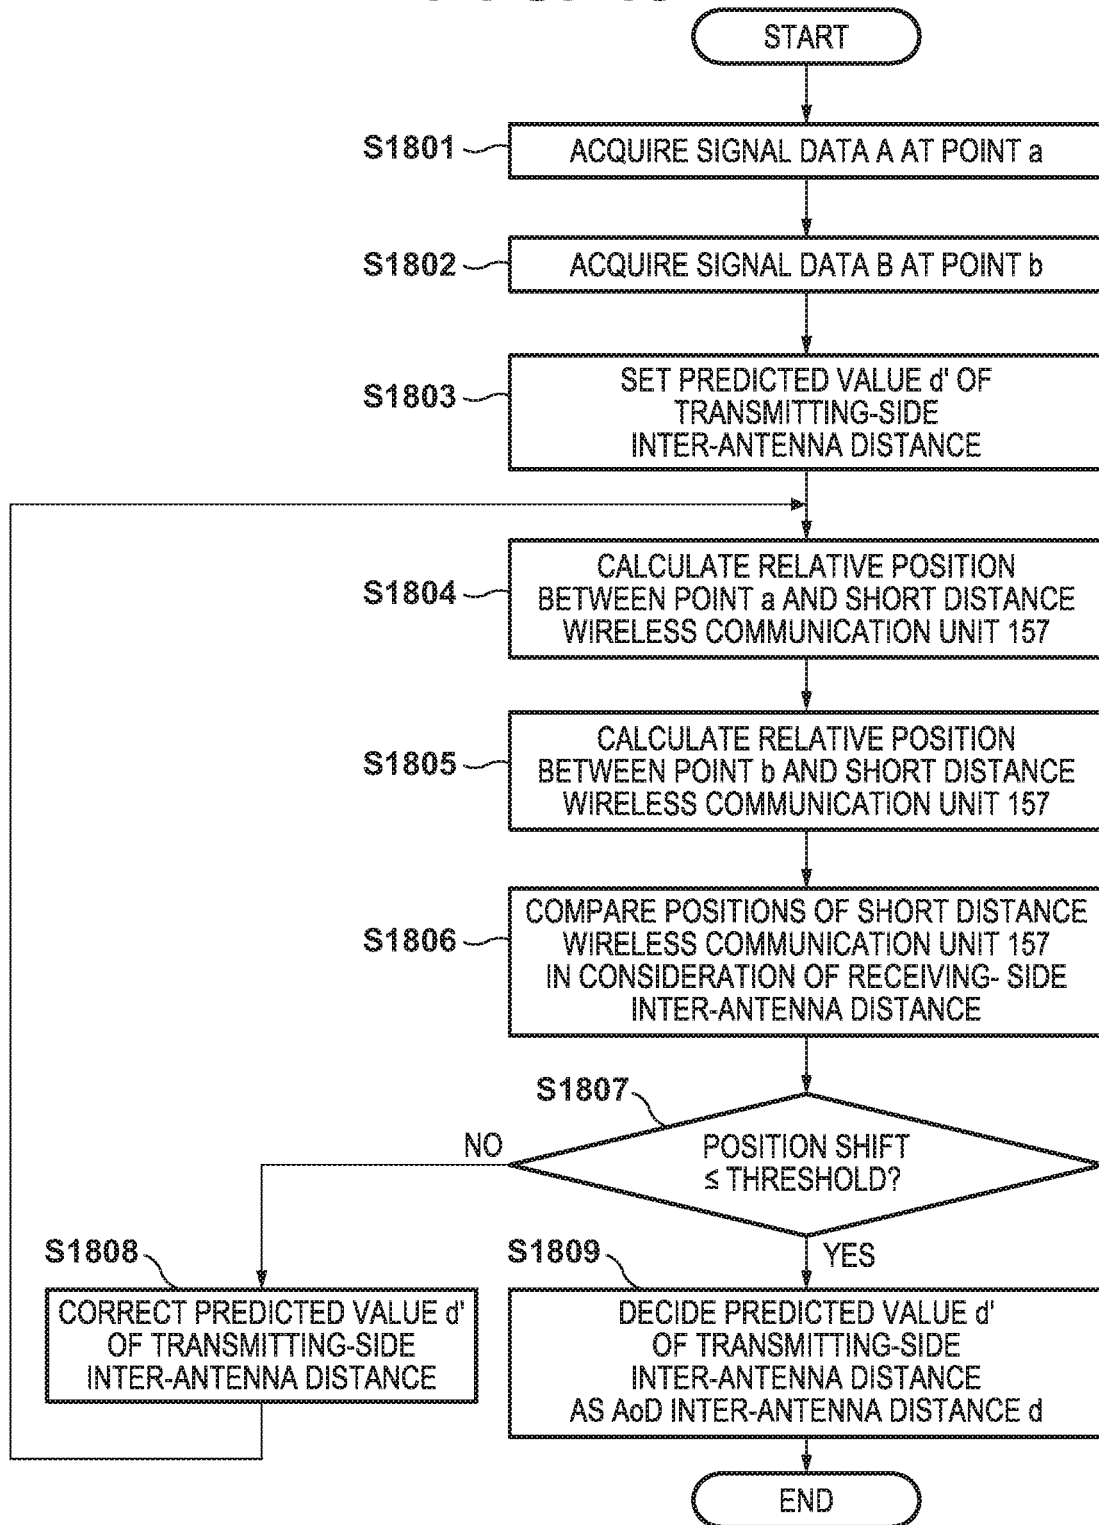 START
S1801
ACQUIRE SIGNAL DATA A AT POINT a
S1802
ACQUIRE SIGNAL DATA B AT POINT b
S1803
SET PREDICTED VALUE d' OF
TRANSMITTING-SIDE
INTER-ANTENNA DISTANCE
S1804
CALCULATE RELATIVE POSITION
BETWEEN POINT a AND SHORT DISTANCE
WIRELESS COMMUNICATION UNIT 157
S1805
CALCULATE RELATIVE POSITION
BETWEEN POINT b AND SHORT DISTANCE
WIRELESS COMMUNICATION UNIT 157
S1806
COMPARE POSITIONS OF SHORT DISTANCE
WIRELESS COMMUNICATION UNIT 157
IN CONSIDERATION OF RECEIVING- SIDE
INTER-ANTENNA DISTANCE
S1807
POSITION SHIFT
≤ THRESHOLD?
NO
YES
S1808
CORRECT PREDICTED VALUE d'
OF TRANSMITTING-SIDE
INTER-ANTENNA DISTANCE
S1809
DECIDE PREDICTED VALUE d'
OF TRANSMITTING-SIDE
INTER-ANTENNA DISTANCE
AS AoD INTER-ANTENNA DISTANCE d
END